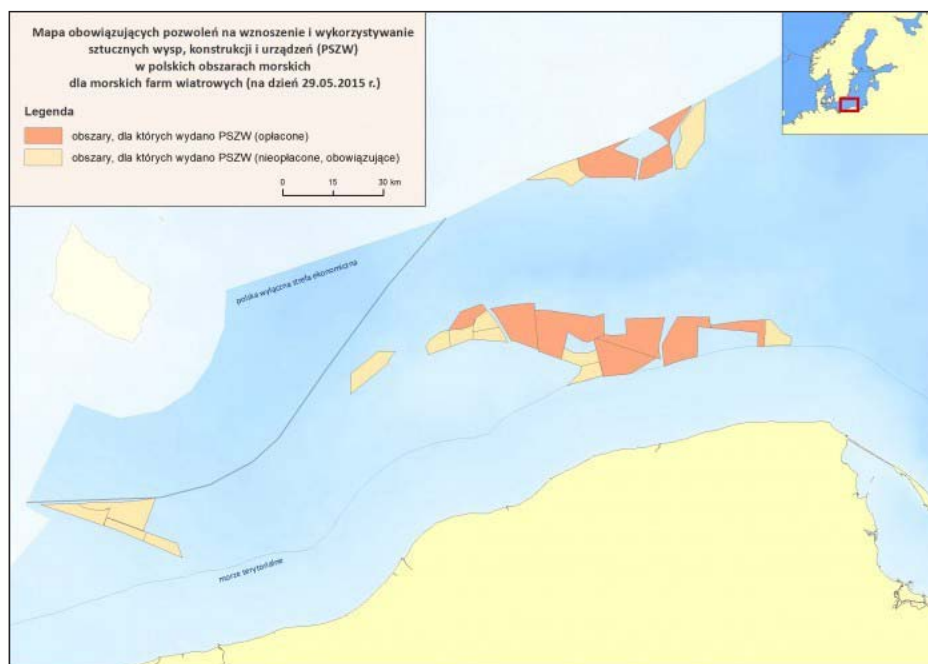 Mapa obowiązujących pozwoleń na wznoszenie i wykorzystywanie
sztucznych wysp, konstrukcji i urządzeń (PSZW)
w polskich obszarach morskich
dla morskich farm wiatrowych (na dzień 29.05.2015 r.)
Legenda
obszary, dla których wydano PSZW (opłacone)
obszary, dla których wydano PSZW (nieopłacone, obowiązujące)
0 15 30 km
polska wyłączna strefa ekonomiczna
morze terytorialne